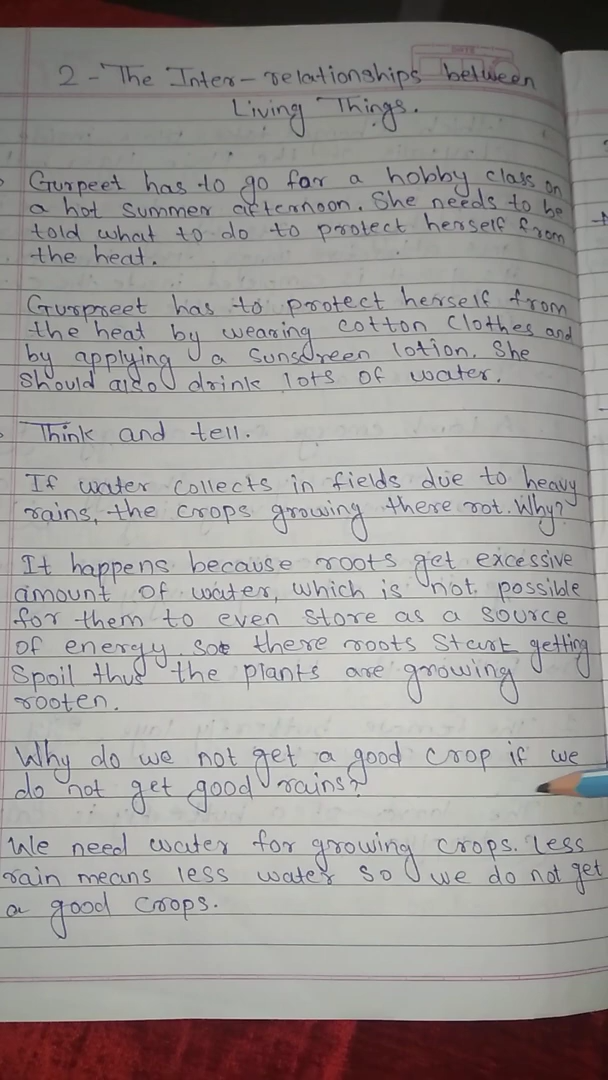 2 - The Inter - relationships between
Living Things.
Gurpeet has to go for a hobby class on
a hot summer afternoon. She needs to be
told what to do to protect herself from
the heat.
Gurpreet has to protect herself from
the heat by wearing cotton clothes and
by applying a sunscreen lotion. She
should also drink lots of water.
Think and tell.
If water collects in fields due to heavy
rains, the crops growing there rot. Why?
It happens because roots get excessive
amount of water, which is not possible
for them to even store as a source
of energy. so there roots start getting
spoil thus the plants are growing
rooten.
Why do we not get a good crop if we
do not get good rains?
We need water for growing crops. Less
rain means less water so we do not get
a good crops.